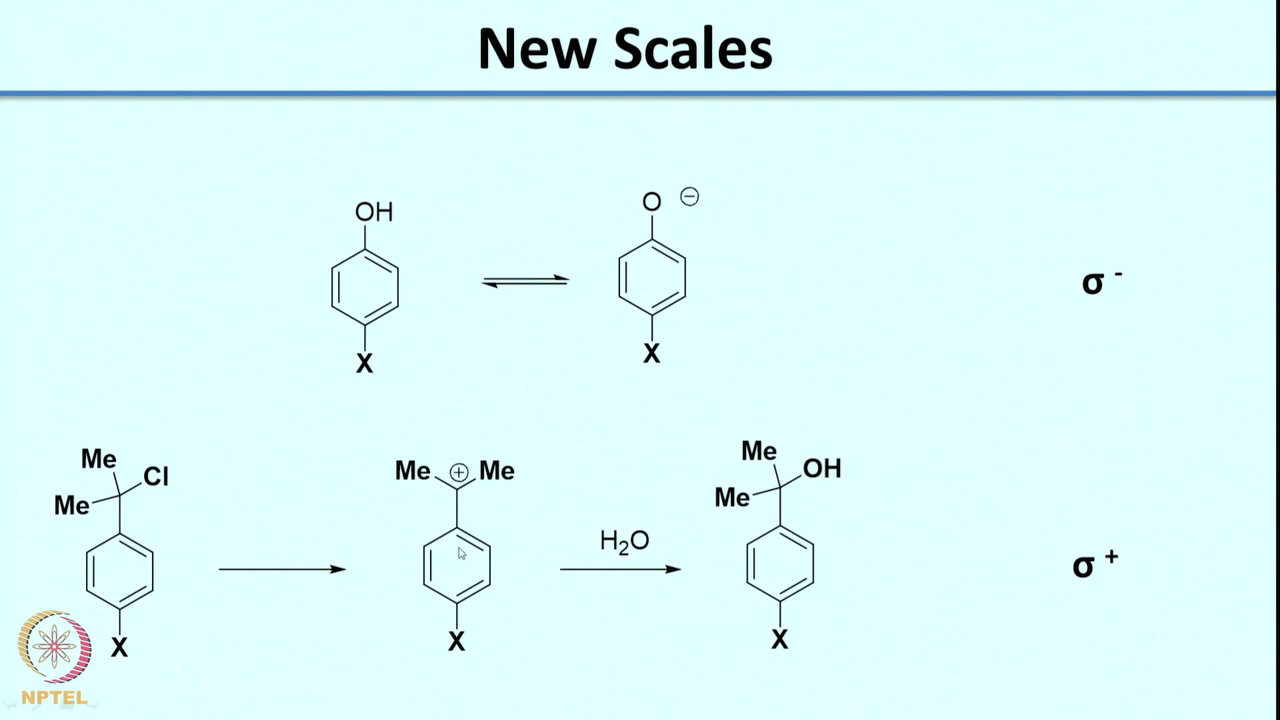 New Scales
OH
X
O ⊖
X
σ -
Me
Cl
Me
X
Me ⊕ Me
X
H₂O
Me
OH
Me
X
σ +
NPTEL